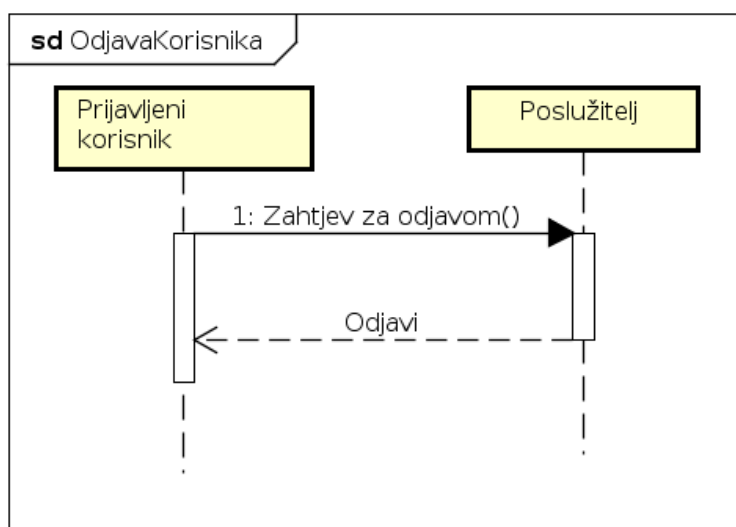 sd OdjavaKorisnika
Prijavljeni
korisnik
Poslužitelj
1: Zahtjev za odjavom()
Odjavi